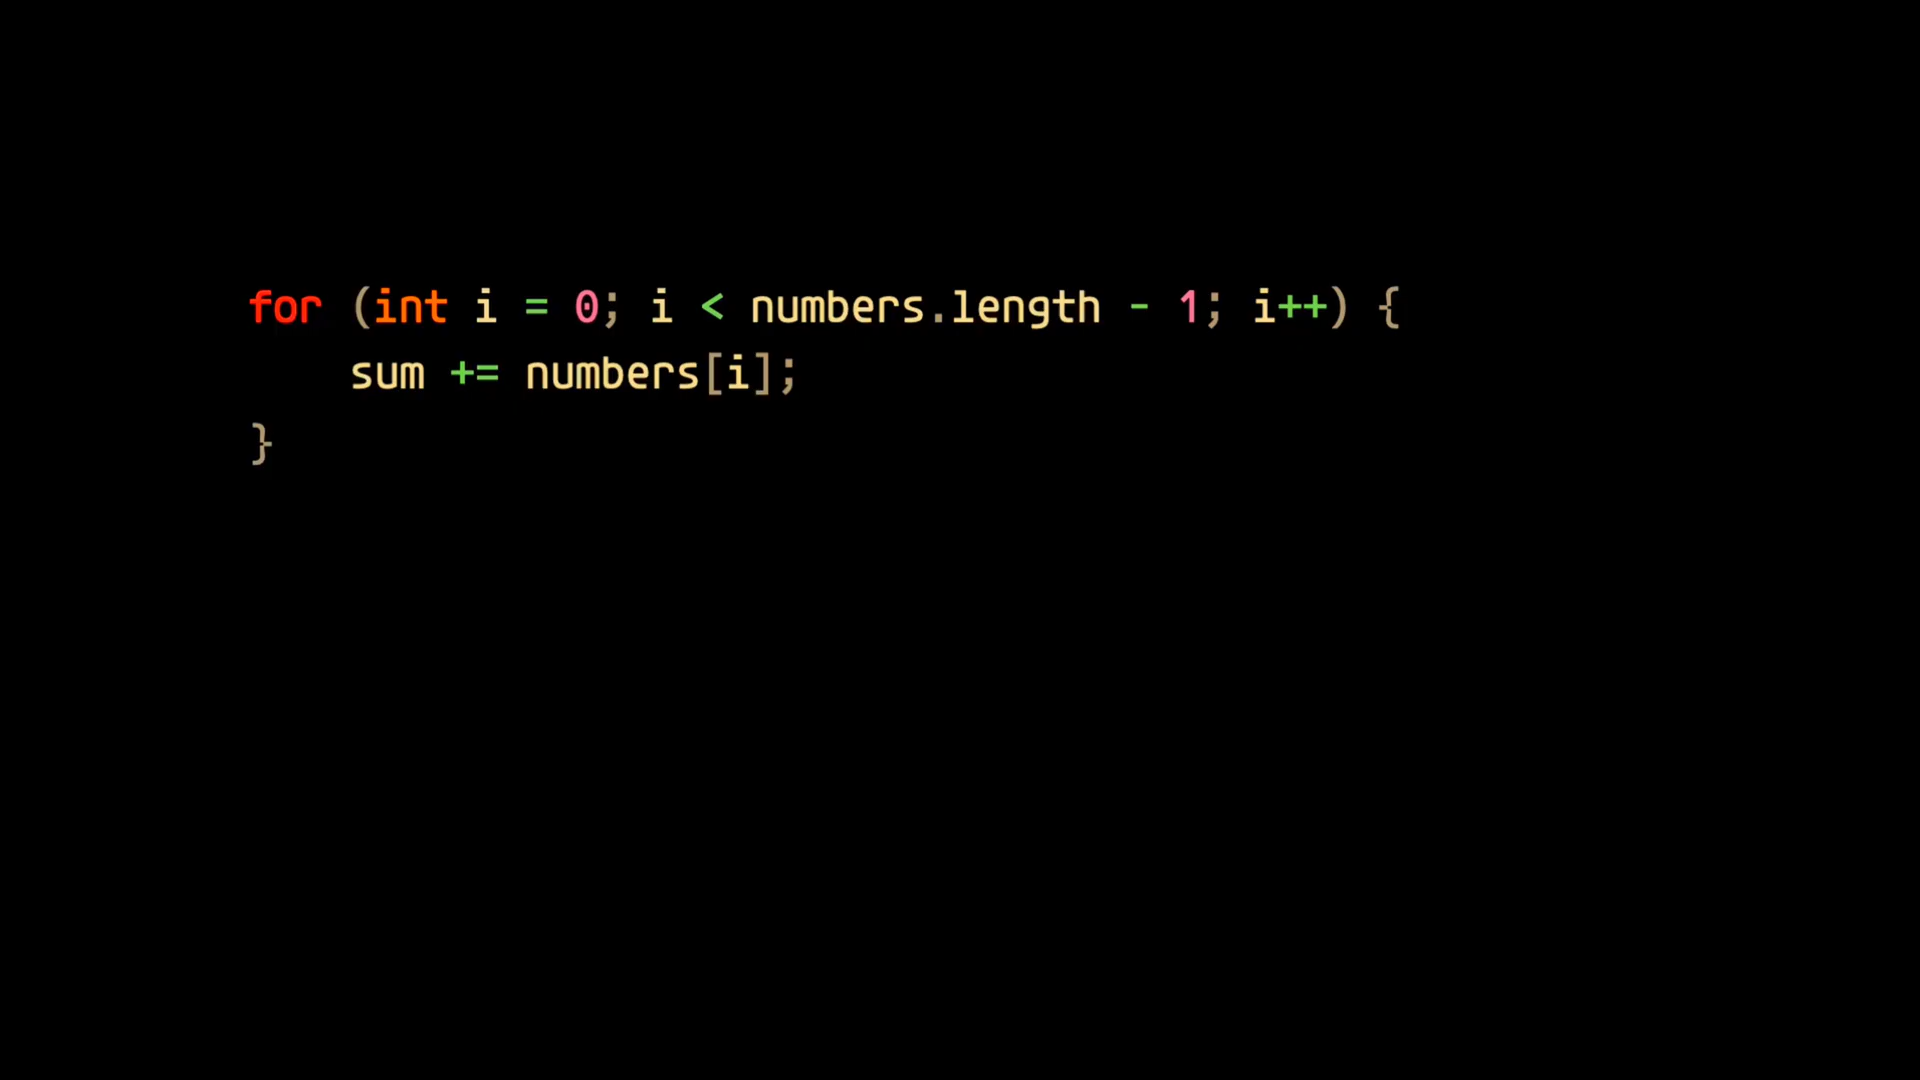 for (int i = 0; i < numbers.length - 1; i++) {
    sum += numbers[i];
}